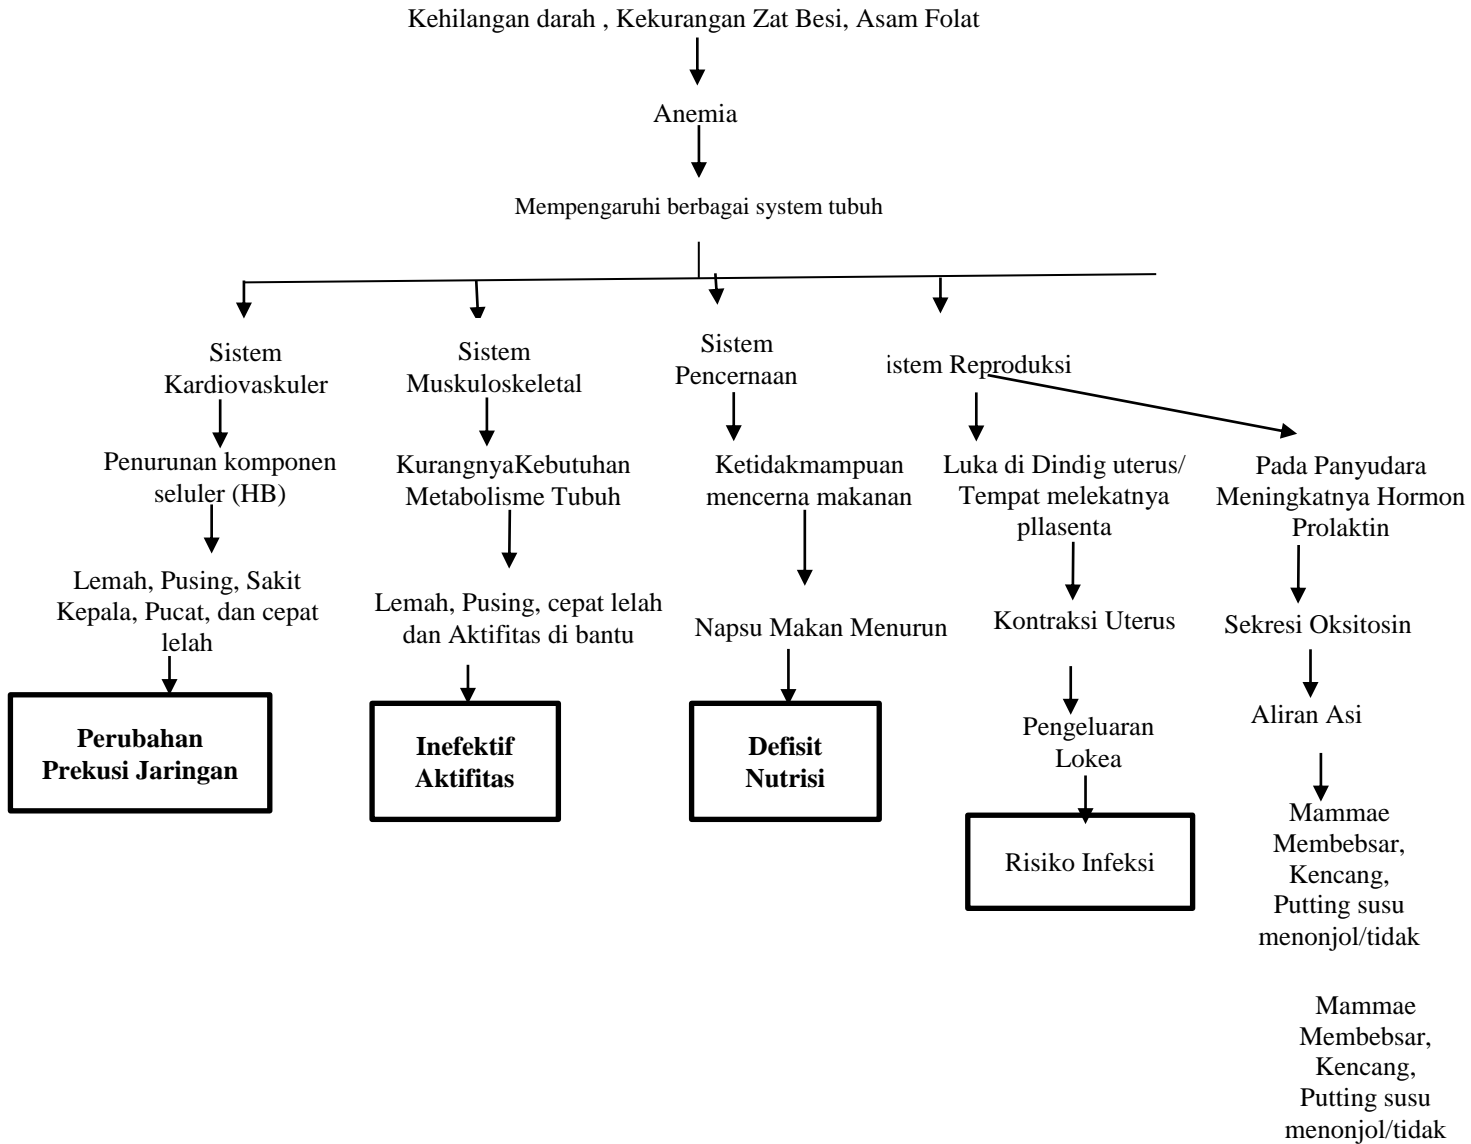 Kehilangan darah , Kekurangan Zat Besi, Asam Folat
Anemia
Mempengaruhi berbagai system tubuh
Sistem
Kardiovaskuler
Sistem
Muskuloskeletal
Sistem
Pencernaan
istem Reproduksi
Penurunan komponen
seluler (HB)
KurangnyaKebutuhan
Metabolisme Tubuh
Ketidakmampuan
mencerna makanan
Luka di Dindig uterus/
Tempat melekatnya
pllasenta
Pada Panyudara
Meningkatnya Hormon
Prolaktin
Lemah, Pusing, Sakit
Kepala, Pucat, dan cepat
lelah
Lemah, Pusing, cepat lelah
dan Aktifitas di bantu
Napsu Makan Menurun
Kontraksi Uterus
Sekresi Oksitosin
Perubahan
Prekusi Jaringan
Inefektif
Aktifitas
Defisit
Nutrisi
Pengeluaran
Lokea
Aliran Asi
Risiko Infeksi
Mammae
Membebsar,
Kencang,
Putting susu
menonjol/tidak
Mammae
Membebsar,
Kencang,
Putting susu
menonjol/tidak